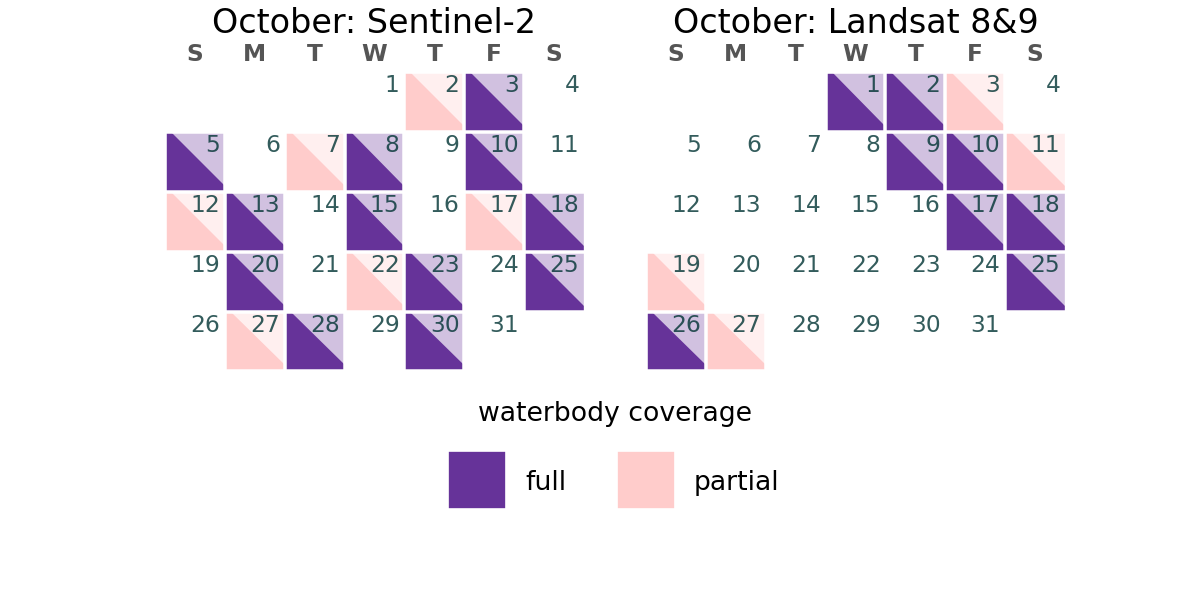 October: Sentinel-2
S M T W T F S
1 2 3 4
5 6 7 8 9 10 11
12 13 14 15 16 17 18
19 20 21 22 23 24 25
26 27 28 29 30 31
October: Landsat 8&9
S M T W T F S
1 2 3 4
5 6 7 8 9 10 11
12 13 14 15 16 17 18
19 20 21 22 23 24 25
26 27 28 29 30 31
waterbody coverage
full partial